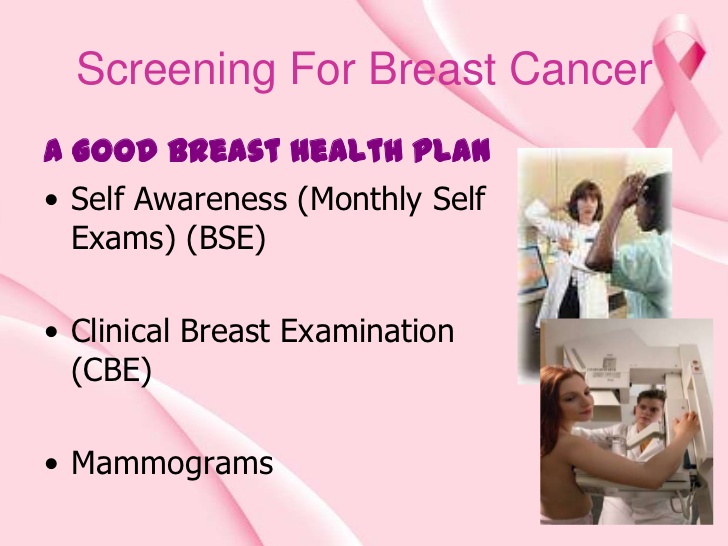 Screening For Breast Cancer
A GOOD BREAST HEALTH PLAN
• Self Awareness (Monthly Self
Exams) (BSE)
• Clinical Breast Examination
(CBE)
• Mammograms